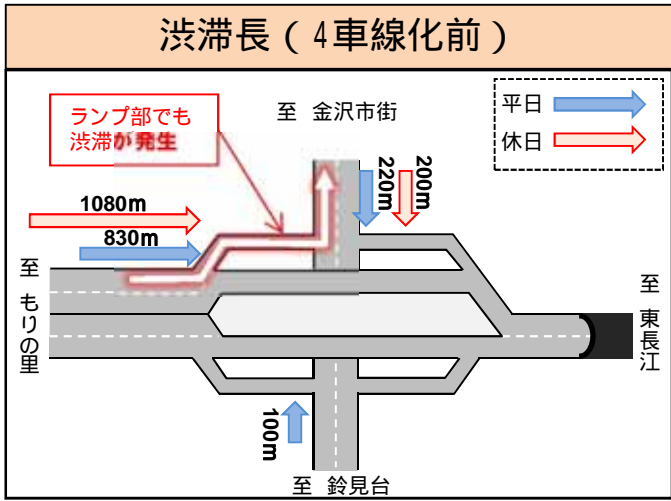 渋滞長（4車線化前）
ランプ部でも
渋滞が発生
至 金沢市街
平日
休日
1080m
830m
220m
200m
至 もりの里
至 東長江
100m
至 鈴見台